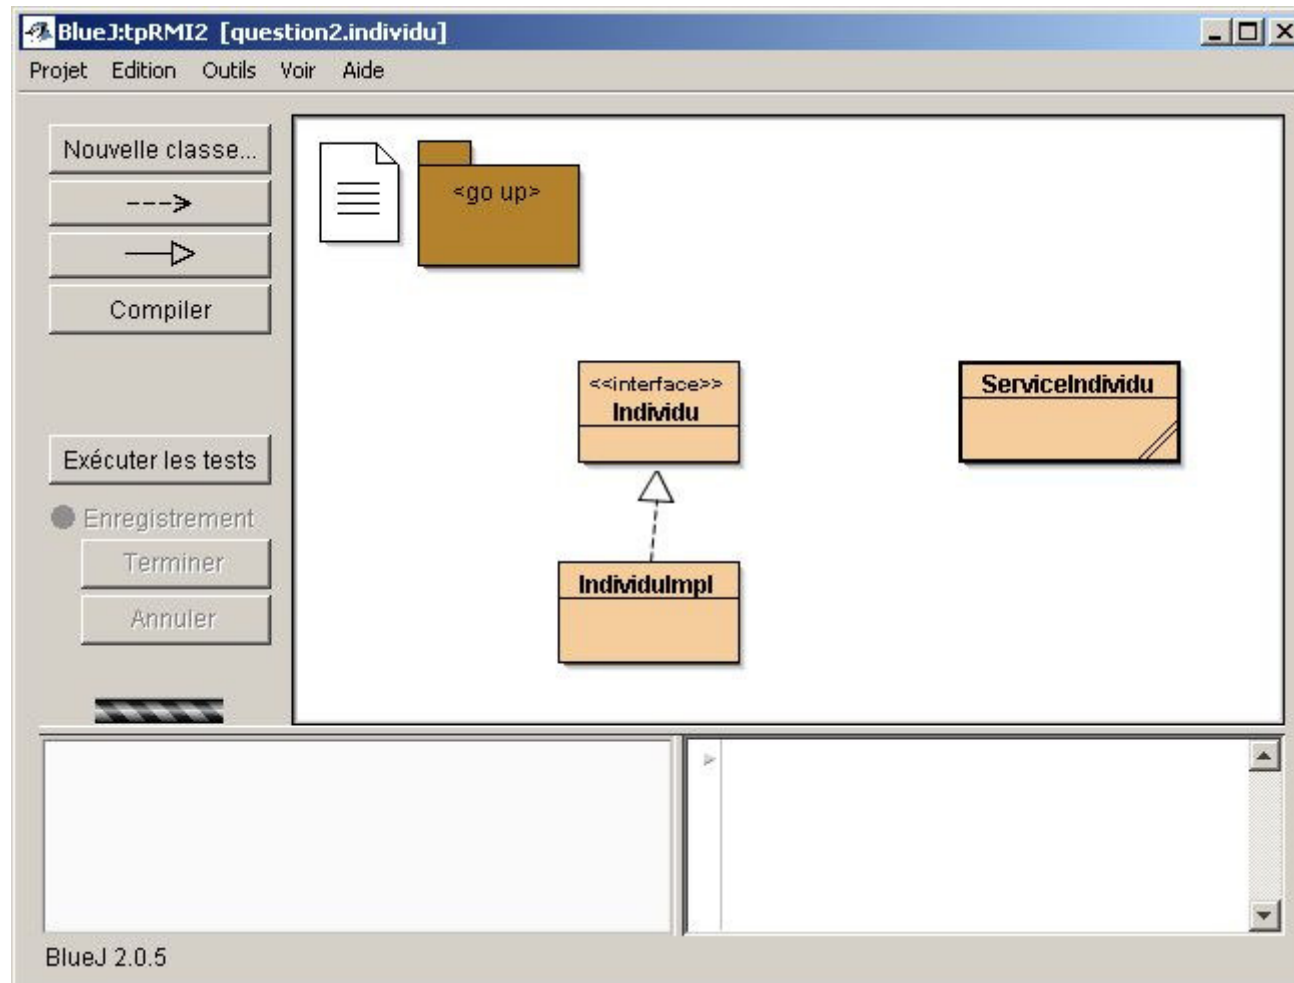 BlueJ:tpRMI2 [question2.individu]
Projet Edition Outils Voir Aide
Nouvelle classe...
Compiler
Exécuter les tests
Enregistrement
Terminer
Annuler
<go up>
<<interface>>
Individu
ServiceIndividu
IndividuImpl
BlueJ 2.0.5